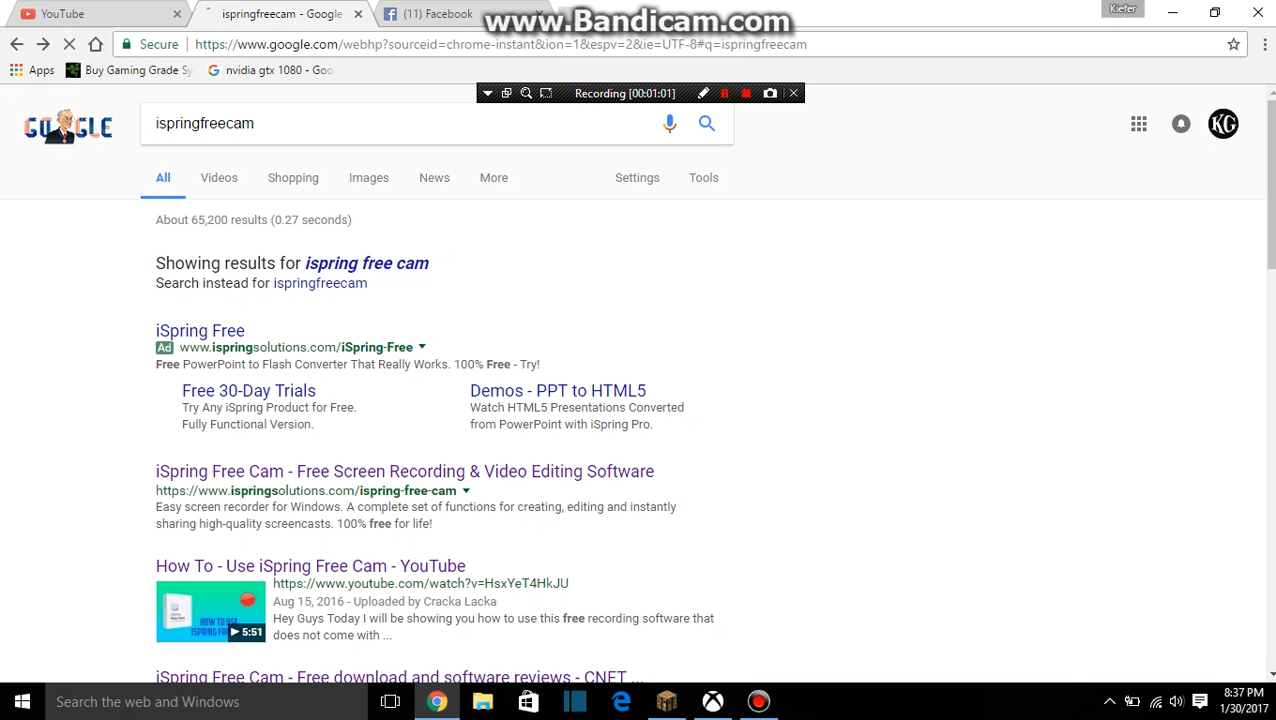 www.Bandicam.com
YouTube
ispringfreecam - Google
(11) Facebook
Kiefer
Secure
https://www.google.com/webhp?sourceid=chrome-instant&ion=1&espv=2&ie=UTF-8#q=ispringfreecam
Apps
Buy Gaming Grade Sy
nvidia gtx 1080 - Goo
Recording [00:01:01]
GOOGLE
ispringfreecam
KG
All
Videos
Shopping
Images
News
More
Settings
Tools
About 65,200 results (0.27 seconds)
Showing results for ispring free cam
Search instead for ispringfreecam
iSpring Free
Ad www.ispringsolutions.com/iSpring-Free
Free PowerPoint to Flash Converter That Really Works. 100% Free - Try!
Free 30-Day Trials
Try Any iSpring Product for Free.
Fully Functional Version.
Demos - PPT to HTML5
Watch HTML5 Presentations Converted
from PowerPoint with iSpring Pro.
iSpring Free Cam - Free Screen Recording & Video Editing Software
https://www.ispringsolutions.com/ispring-free-cam
Easy screen recorder for Windows. A complete set of functions for creating, editing and instantly
sharing high-quality screencasts. 100% free for life!
How To - Use iSpring Free Cam - YouTube
https://www.youtube.com/watch?v=HsxYeT4HkJU
Aug 15, 2016 - Uploaded by Cracka Lacka
Hey Guys Today I will be showing you how to use this free recording software that
does not come with ...
HOW TO USE
5:51
iSpring Free Cam - Free download and software reviews - CNET ...
Search the web and Windows
8:37 PM
1/30/2017